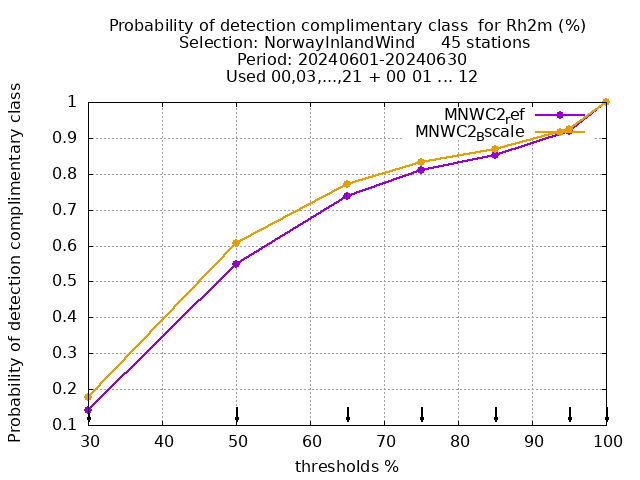 Probability of detection complimentary class  for Rh2m (%)
Selection: NorwayInlandWind     45 stations
Period: 20240601-20240630
Used 00,03,...,21 + 00 01 ... 12
Probability of detection complimentary class
1
0.9
0.8
0.7
0.6
0.5
0.4
0.3
0.2
0.1
MNWC2ref
MNWC2Bscale
30 40 50 60 70 80 90 100
thresholds %